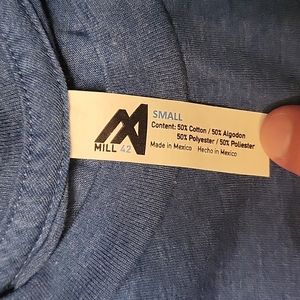 SMALL
Content: 50% Cotton / 50% Algodon
50% Polyester / 50% Poliester
Made in Mexico Hecho in Mexico
MILL 42